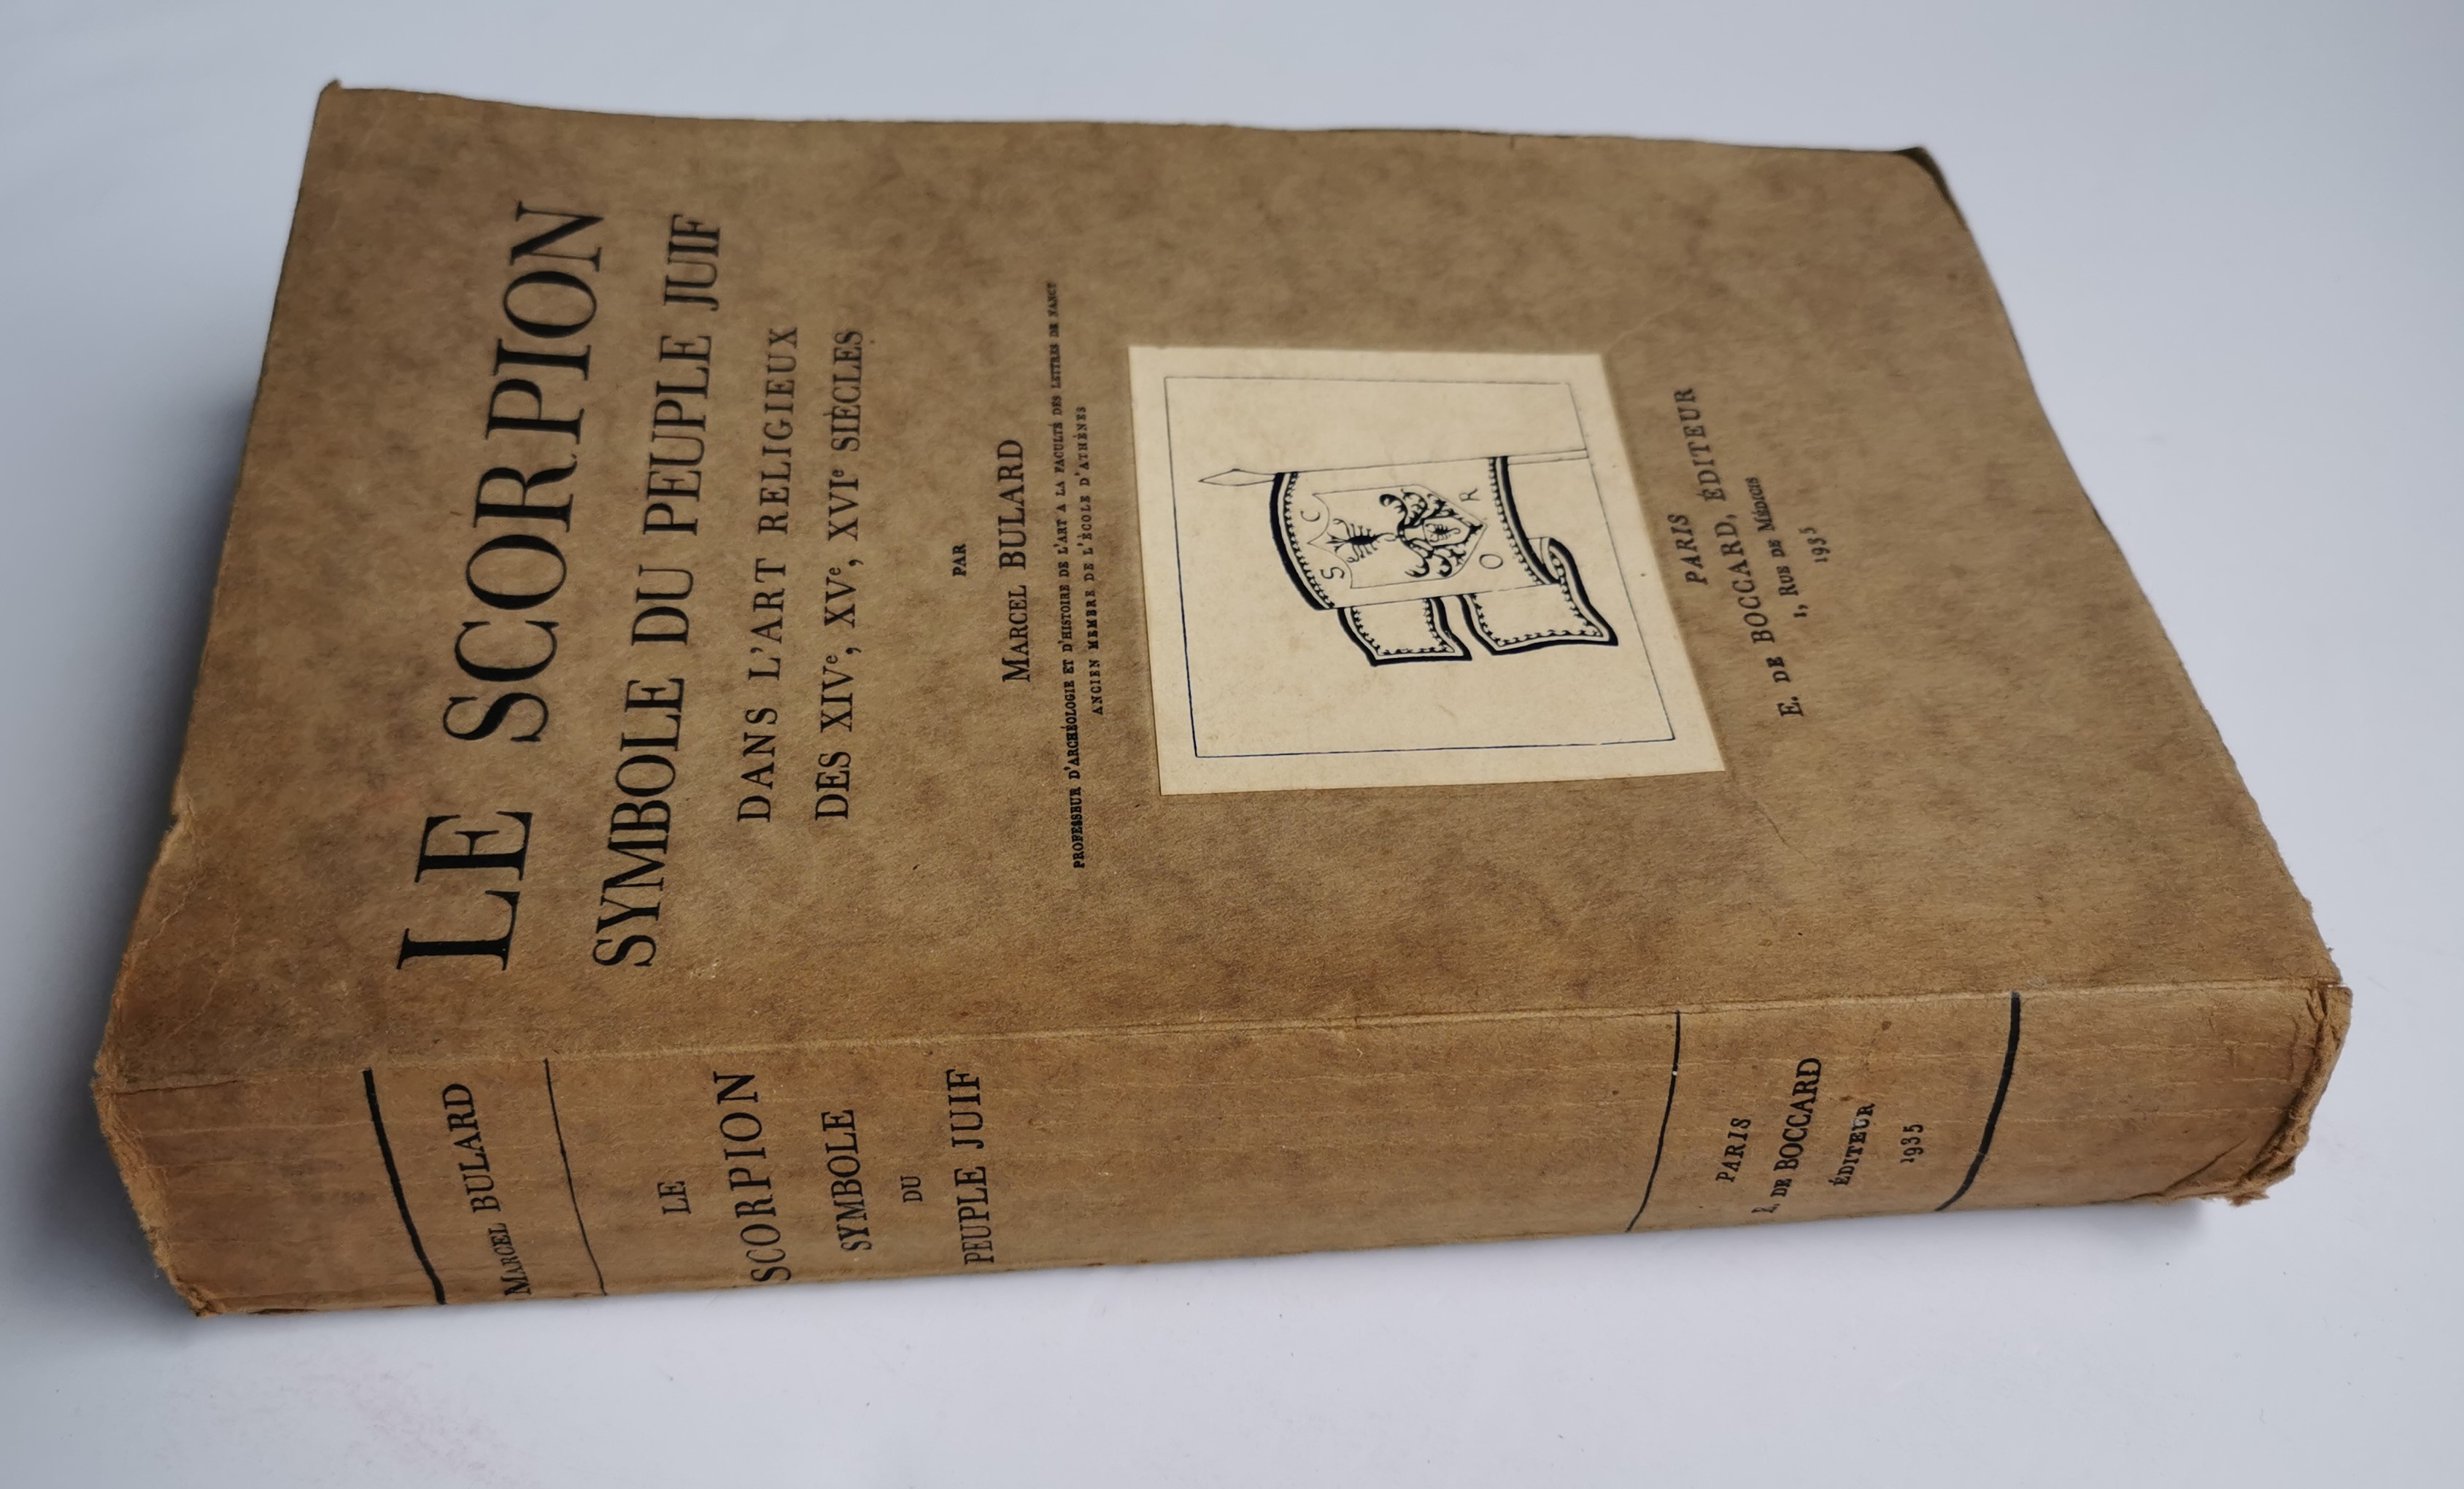 LE SCORPION
SYMBOLE DU PEUPLE JUIF
DANS L'ART RELIGIEUX
DES XIVe, XVe, XVIe SIÈCLES
PAR
MARCEL BULARD
PROFESSEUR D'ARCHÉOLOGIE ET D'HISTOIRE DE L'ART A LA FACULTÉ DES LETTRES DE NANCY
ANCIEN MEMBRE DE L'ÉCOLE D'ATHÈNES
S C
O R
PARIS
E. DE BOCCARD, ÉDITEUR
1, RUE DE MÉDICIS
1935
MARCEL BULARD
LE
SCORPION
SYMBOLE
DU
PEUPLE JUIF
PARIS
E. DE BOCCARD
ÉDITEUR
1935